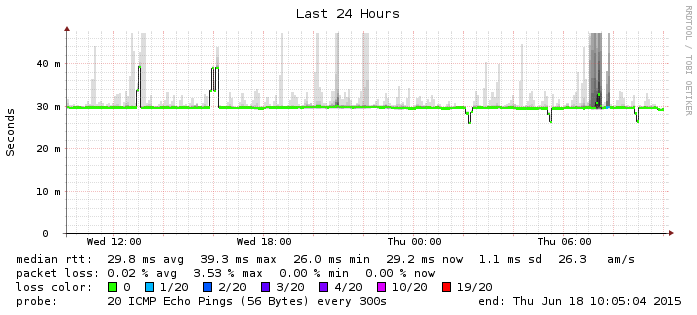 Last 24 Hours
RRDTOOL / TOBI OETIKER
Seconds
40 m
30 m
20 m
10 m
0
Wed 12:00 Wed 18:00 Thu 00:00 Thu 06:00
median rtt: 29.8 ms avg 39.3 ms max 26.0 ms min 29.2 ms now 1.1 ms sd 26.3 am/s
packet loss: 0.02 % avg 3.53 % max 0.00 % min 0.00 % now
loss color: 0 1/20 2/20 3/20 4/20 10/20 19/20
probe: 20 ICMP Echo Pings (56 Bytes) every 300s end: Thu Jun 18 10:05:04 2015